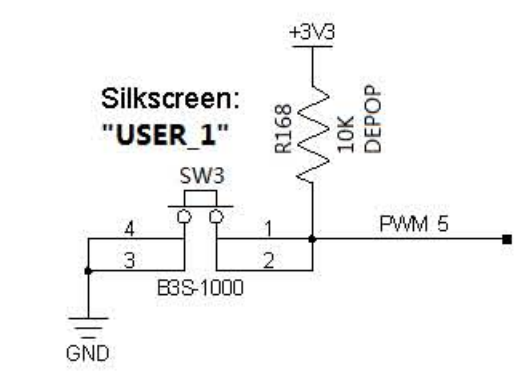 +3V3
Silkscreen:
"USER_1"
R168
10K
DEPOP
SW3
4
1
PWM 5
3
2
B3S-1000
GND